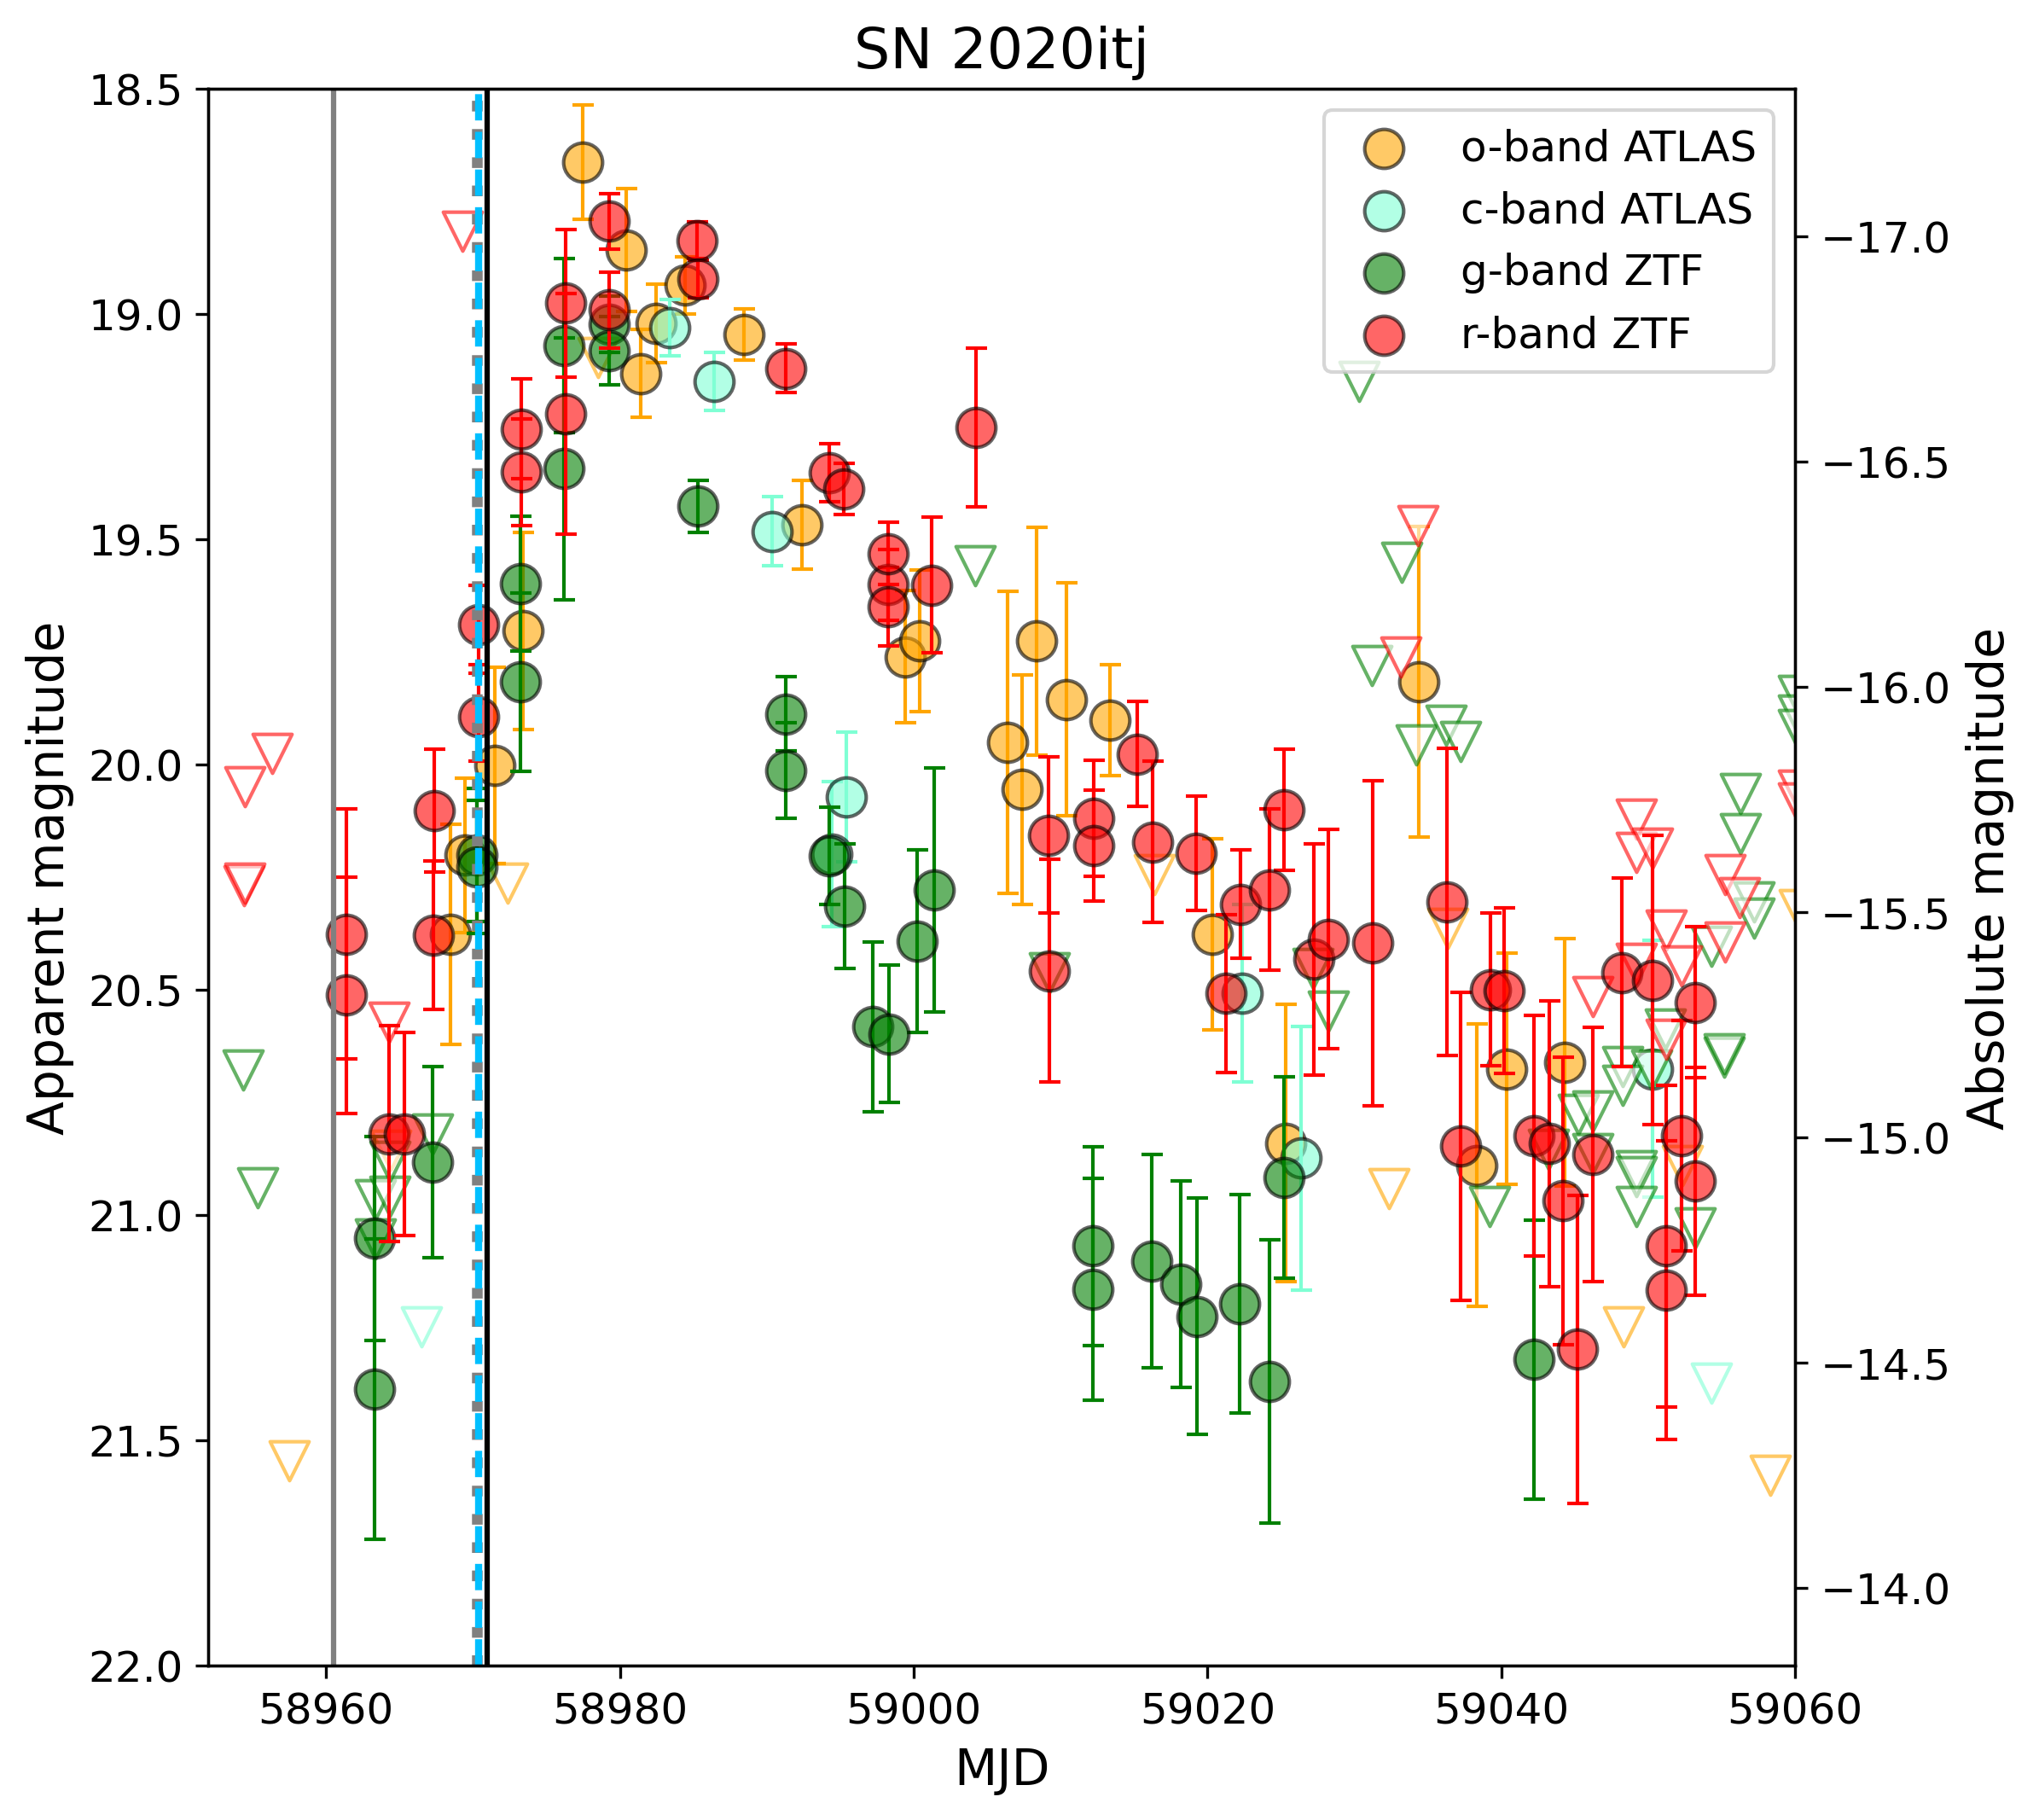 SN 2020itj
18.5
19.0
19.5
20.0
20.5
21.0
21.5
22.0
Apparent magnitude
o-band ATLAS
c-band ATLAS
g-band ZTF
r-band ZTF
−17.0
−16.5
−16.0
−15.5
−15.0
−14.5
−14.0
Absolute magnitude
58960 58980 59000 59020 59040 59060
MJD